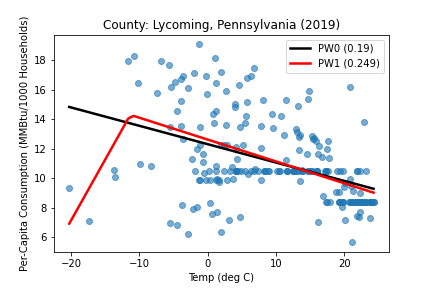 County: Lycoming, Pennsylvania (2019)
PW0 (0.19)
PW1 (0.249)
Per-Capita Consumption (MMBtu/1000 Households)
18
16
14
12
10
8
6
−20
−10
0
10
20
Temp (deg C)